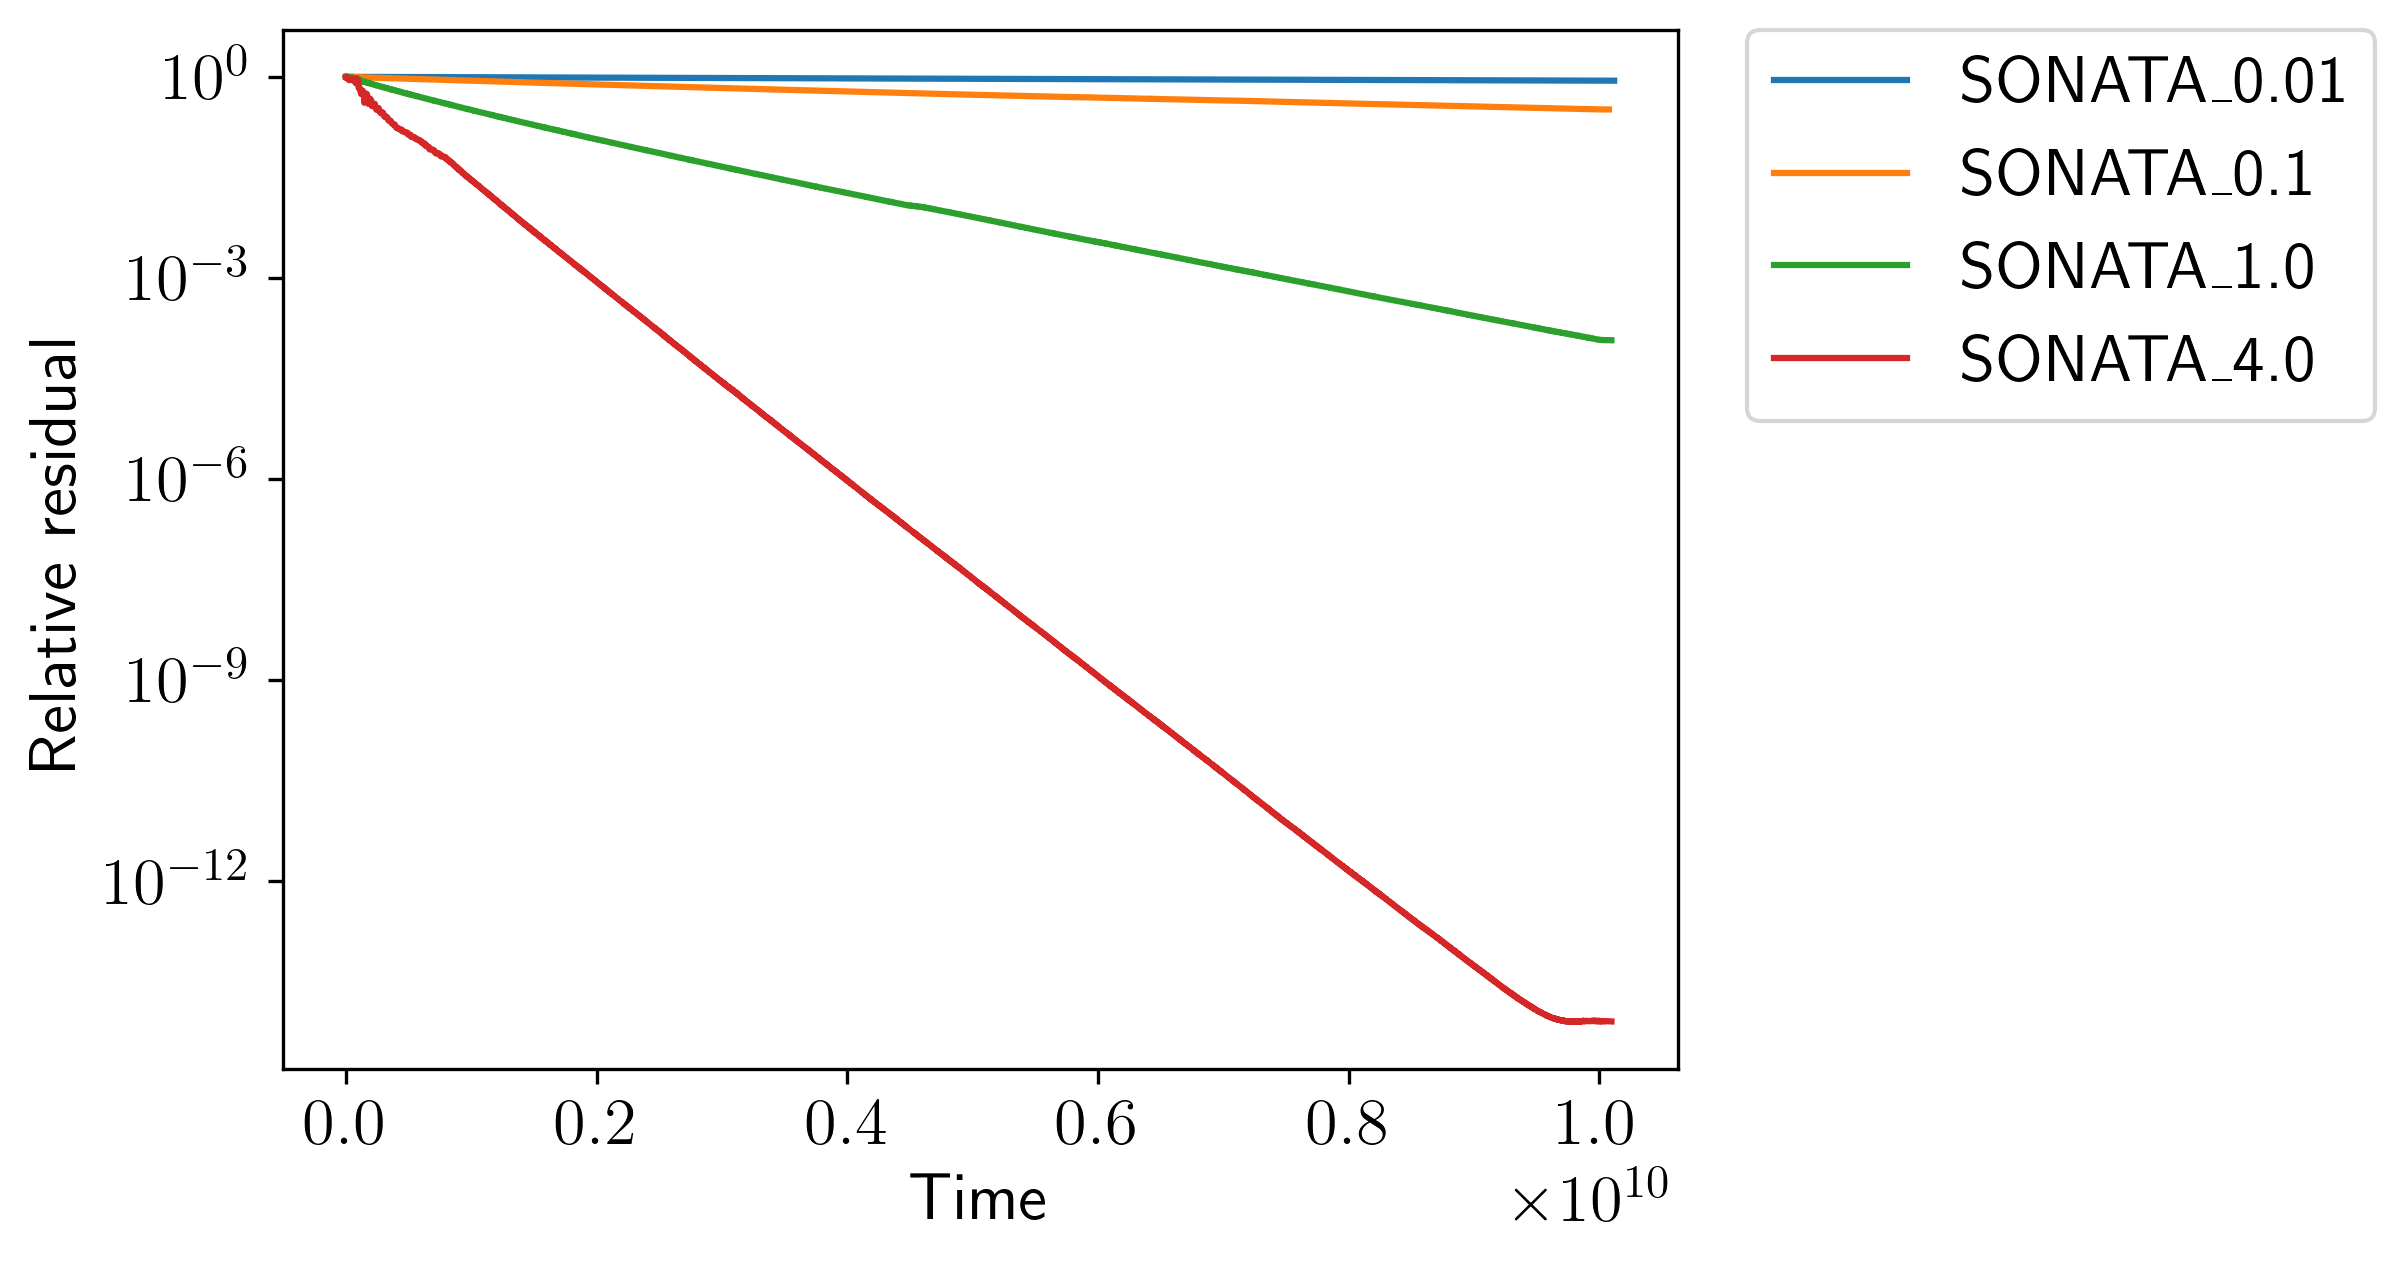 10^0
10^{-3}
10^{-6}
10^{-9}
10^{-12}
Relative residual
0.0 0.2 0.4 0.6 0.8 1.0
Time
×10^{10}
SONATA_0.01
SONATA_0.1
SONATA_1.0
SONATA_4.0